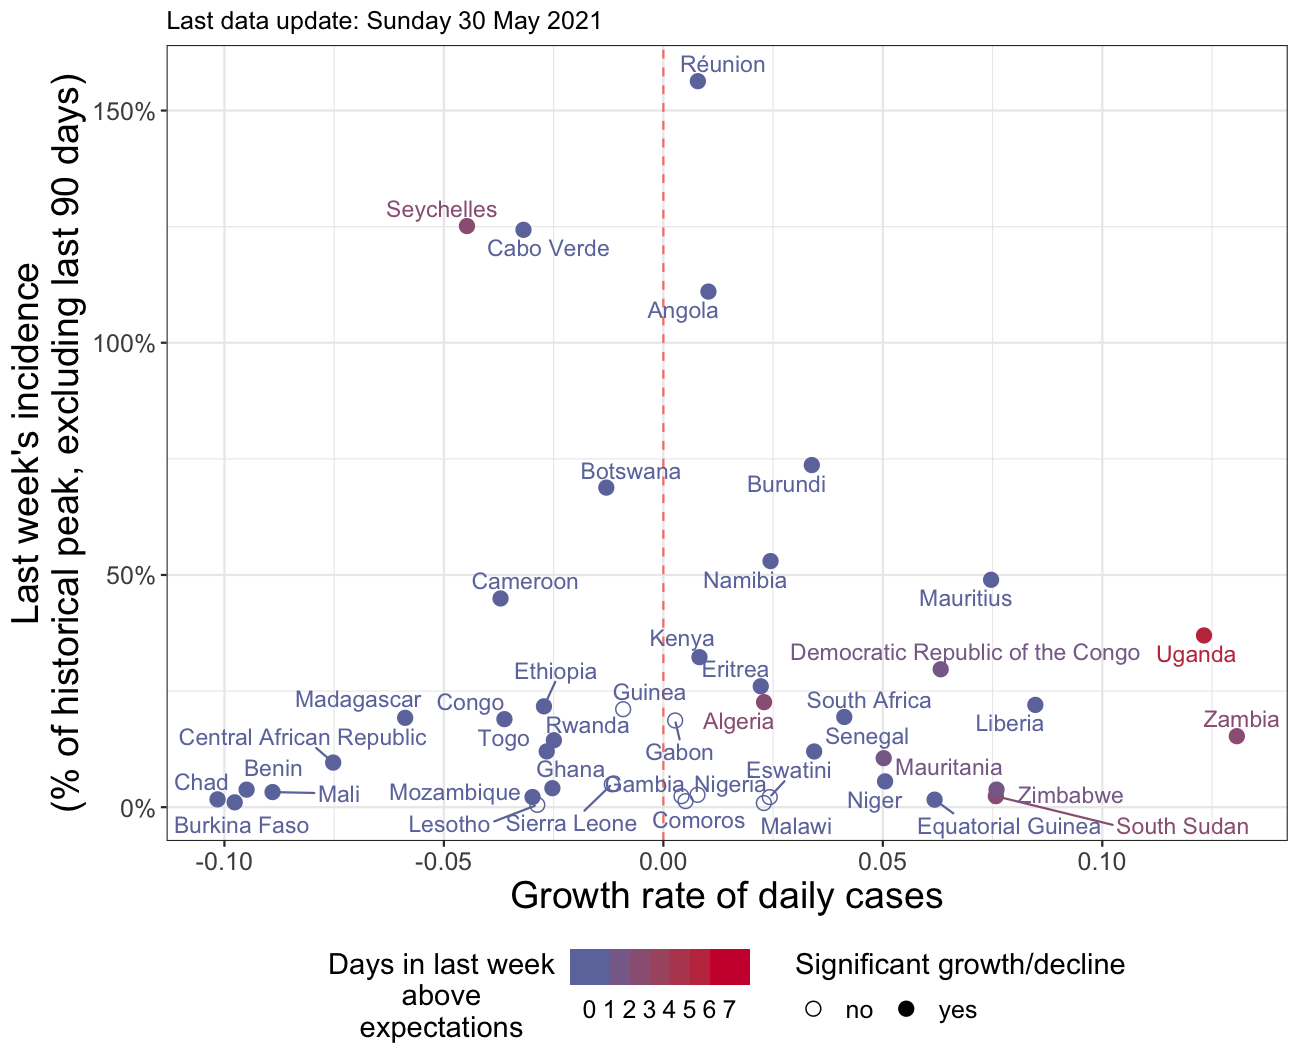 Last data update: Sunday 30 May 2021
Last week's incidence
(% of historical peak, excluding last 90 days)
150%
100%
50%
0%
Réunion
Seychelles
Cabo Verde
Angola
Botswana
Burundi
Cameroon
Namibia
Mauritius
Kenya
Democratic Republic of the Congo
Uganda
Ethiopia
Eritrea
Guinea
Madagascar
Congo
South Africa
Algeria
Zambia
Rwanda
Liberia
Central African Republic
Togo
Senegal
Gabon
Benin
Ghana
Eswatini
Mauritania
Chad
Mali
Mozambique
Gambia
Nigeria
Niger
Zimbabwe
Burkina Faso
Lesotho
Sierra Leone
Comoros
Malawi
Equatorial Guinea
South Sudan
-0.10
-0.05
0.00
0.05
0.10
Growth rate of daily cases
Days in last week
above
expectations
0 1 2 3 4 5 6 7
Significant growth/decline
no
yes